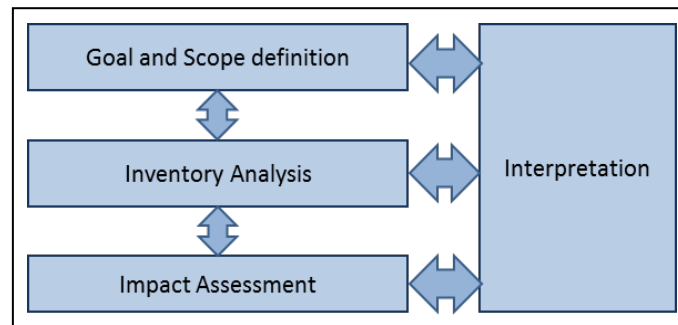 Goal and Scope definition
Inventory Analysis
Interpretation
Impact Assessment